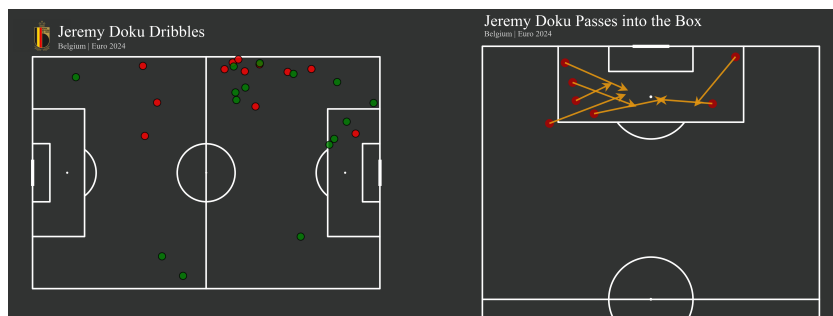 Jeremy Doku Dribbles
Belgium | Euro 2024
Jeremy Doku Passes into the Box
Belgium | Euro 2024